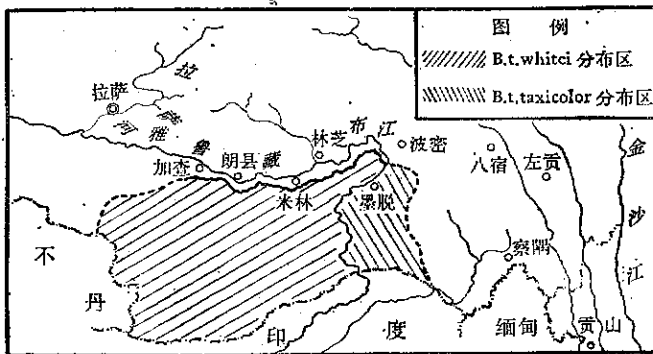 图 例
B.t.whitei 分布区
B.t.taxicolor 分布区
拉萨
拉萨河
雅鲁藏布江
林芝
波密
加查
朗县
米林
墨脱
八宿
左贡
金沙江
察隅
不丹
印度
缅甸
贡山